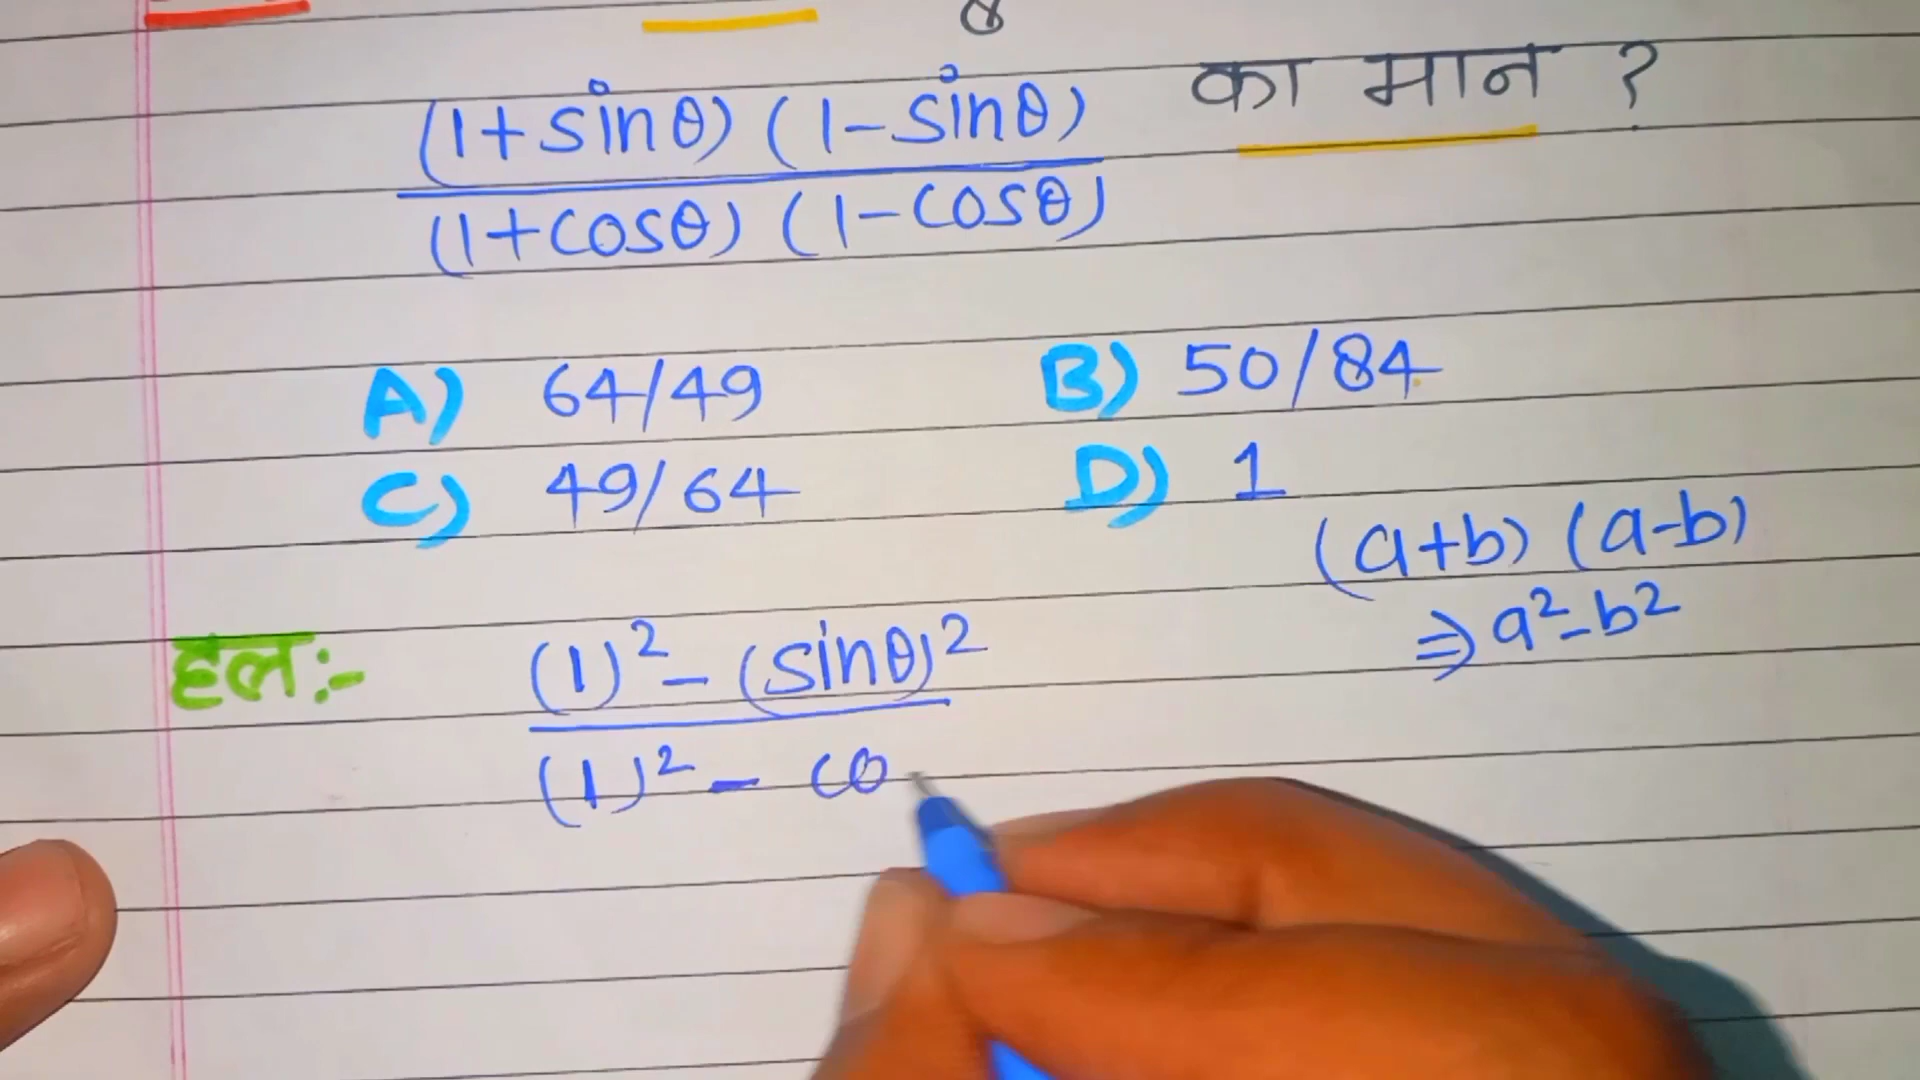 8
(1+sinθ) (1-sinθ) का मान ?
(1+cosθ) (1-cosθ)
A) 64/49 B) 50/84
C) 49/64 D) 1
(a+b) (a-b)
⇒ a²-b²
हल:- (1)² - (sinθ)²
(1)² - co